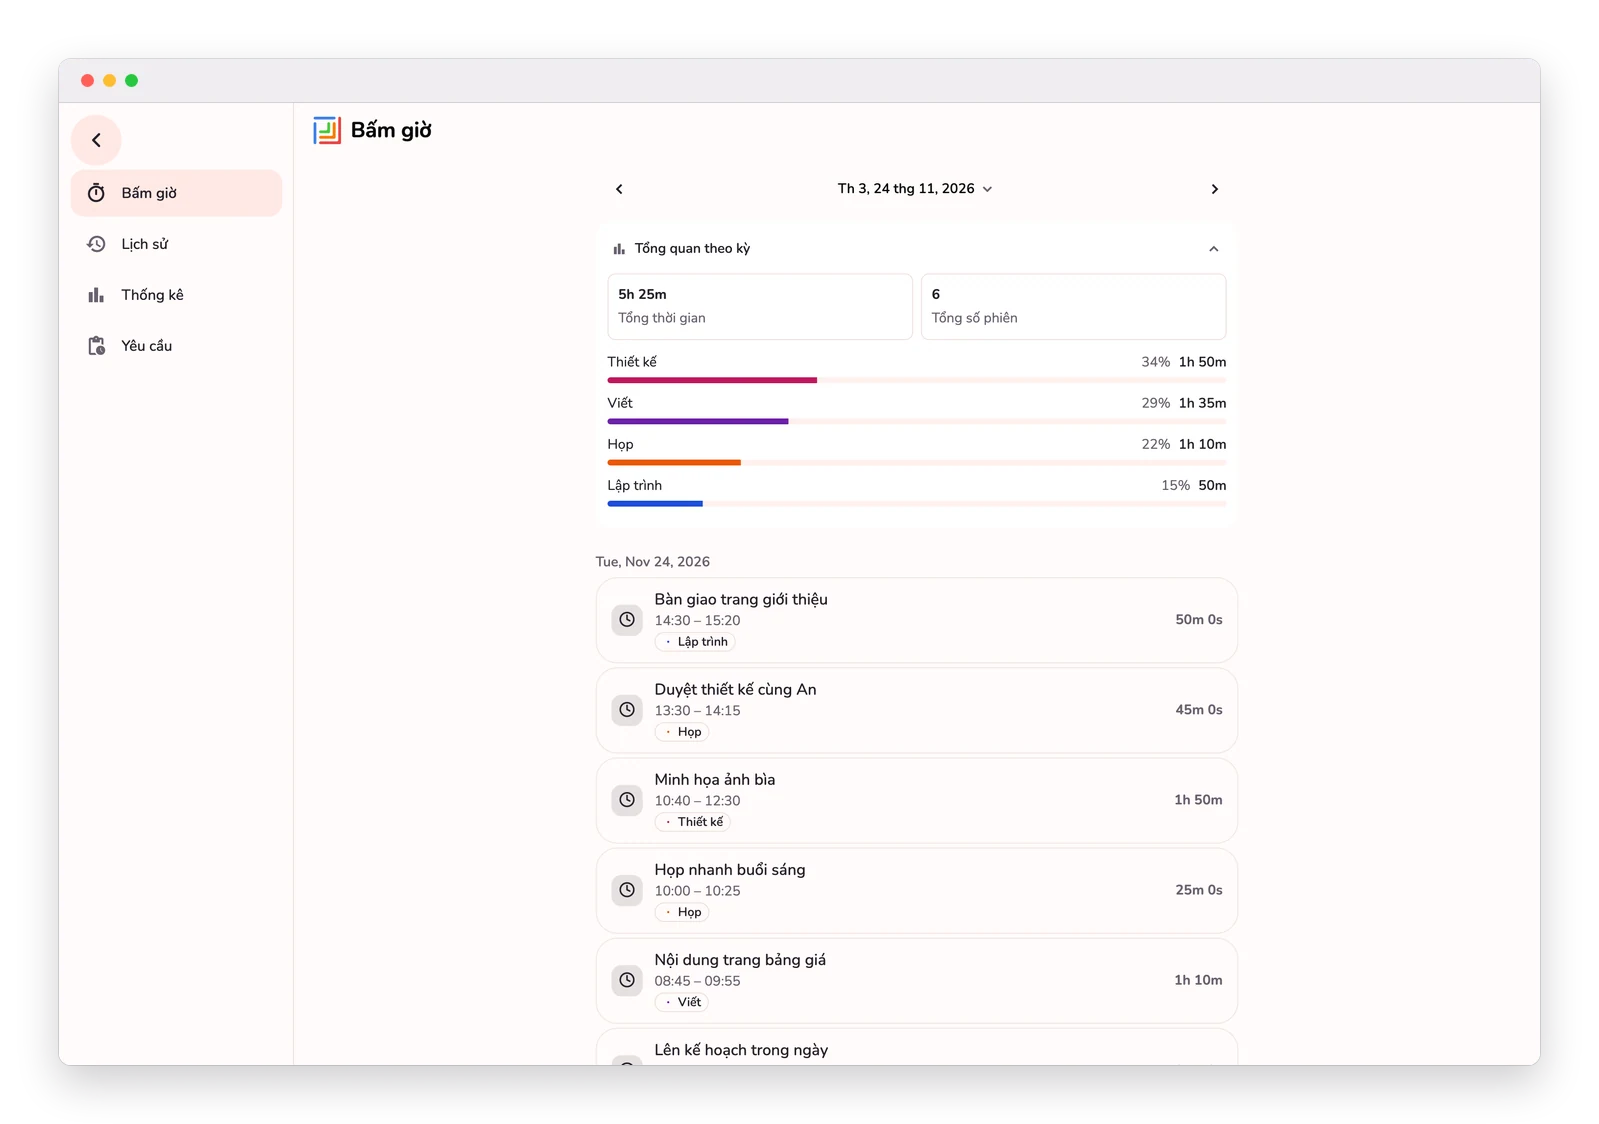 Bấm giờ
Bấm giờ
Lịch sử
Thống kê
Yêu cầu
Th 3, 24 thg 11, 2026
Tổng quan theo kỳ
5h 25m
Tổng thời gian
6
Tổng số phiên
Thiết kế 34% 1h 50m
Viết 29% 1h 35m
Họp 22% 1h 10m
Lập trình 15% 50m
Tue, Nov 24, 2026
Bàn giao trang giới thiệu
14:30 – 15:20
Lập trình
50m 0s
Duyệt thiết kế cùng An
13:30 – 14:15
Họp
45m 0s
Minh họa ảnh bìa
10:40 – 12:30
Thiết kế
1h 50m
Họp nhanh buổi sáng
10:00 – 10:25
Họp
25m 0s
Nội dung trang bảng giá
08:45 – 09:55
Viết
1h 10m
Lên kế hoạch trong ngày